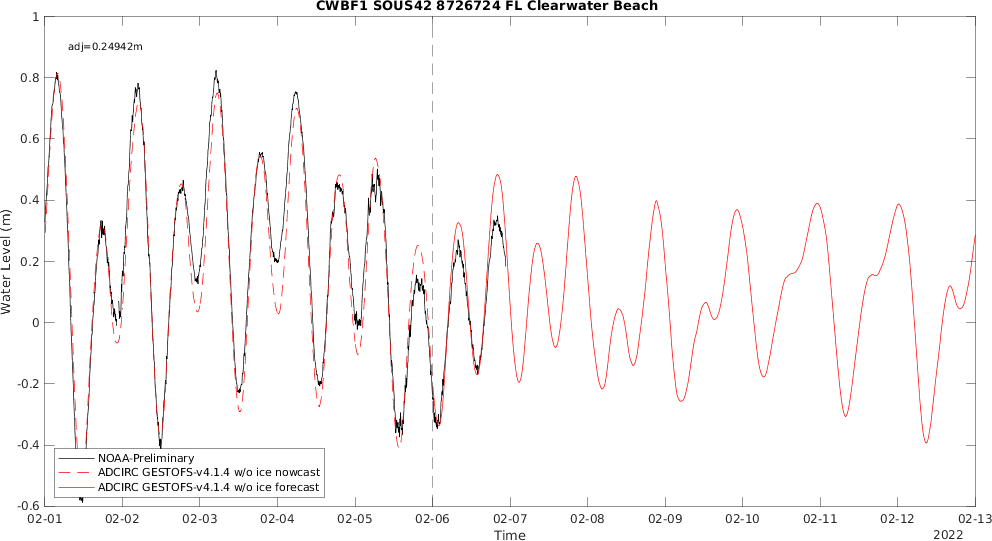 CWBF1 SOUS42 8726724 FL Clearwater Beach
1
0.8
0.6
0.4
0.2
0
-0.2
-0.4
-0.6
Water Level (m)
adj=0.24942m
NOAA-Preliminary
ADCIRC GESTOFS-v4.1.4 w/o ice nowcast
ADCIRC GESTOFS-v4.1.4 w/o ice forecast
02-01 02-02 02-03 02-04 02-05 02-06 02-07 02-08 02-09 02-10 02-11 02-12 02-13
Time
2022